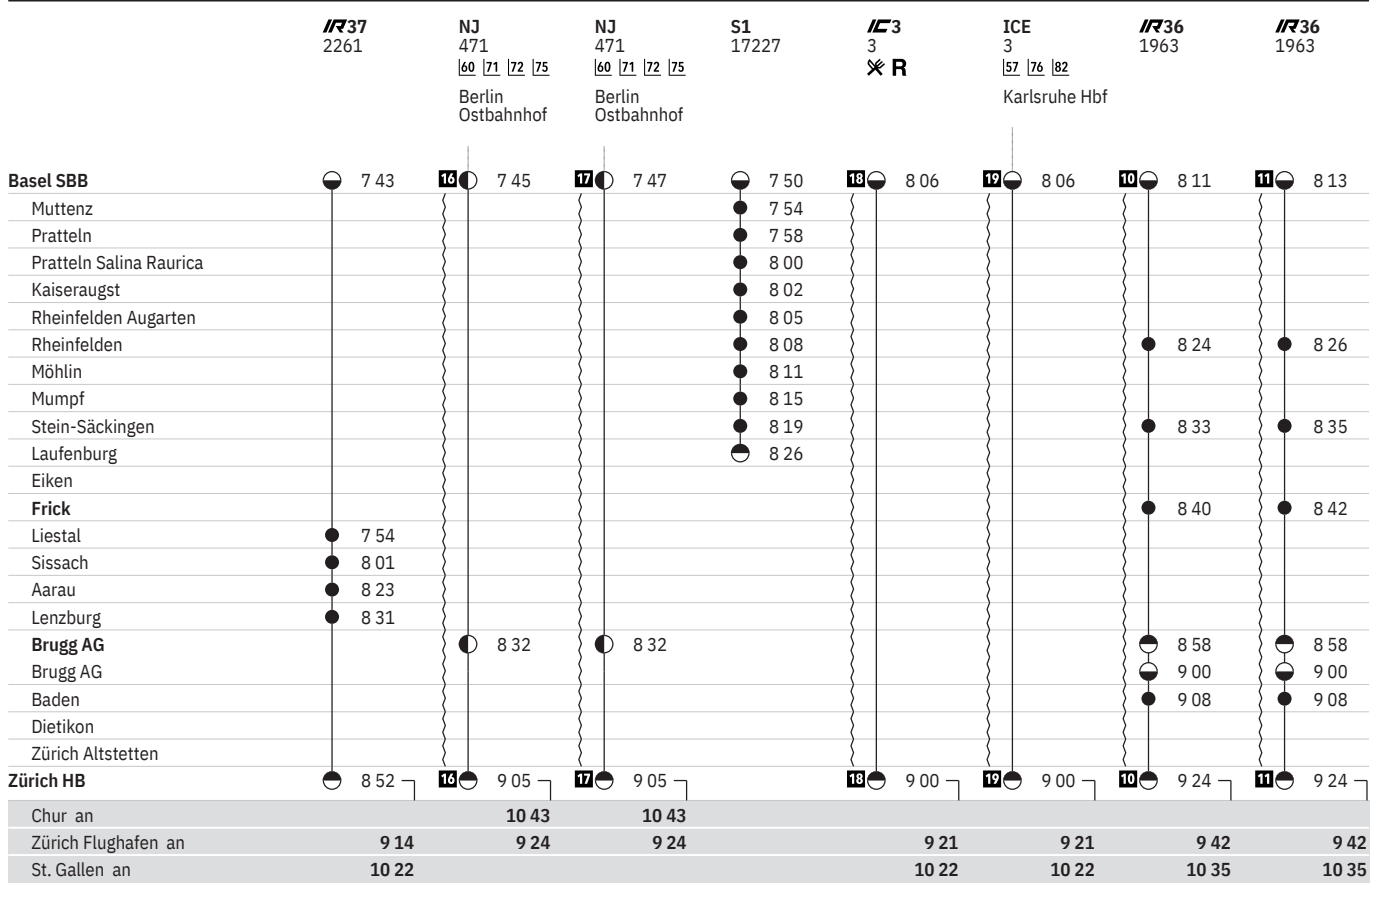 IR37 NJ NJ S1 IC3 ICE IR36 IR36
2261 471 471 17227 3 3 1963 1963
60 71 72 75 60 71 72 75 R 57 76 82
Berlin Berlin Karlsruhe Hbf
Ostbahnhof Ostbahnhof
Basel SBB 7 43 16 7 45 17 7 47 7 50 18 8 06 19 8 06 10 8 11 11 8 13
Muttenz 7 54
Pratteln 7 58
Pratteln Salina Raurica 8 00
Kaiseraugst 8 02
Rheinfelden Augarten 8 05
Rheinfelden 8 08 8 24 8 26
Möhlin 8 11
Mumpf 8 15
Stein-Säckingen 8 19 8 33 8 35
Laufenburg 8 26
Eiken
Frick 8 40 8 42
Liestal 7 54
Sissach 8 01
Aarau 8 23
Lenzburg 8 31
Brugg AG 8 32 8 32 8 58 8 58
Brugg AG 9 00 9 00
Baden 9 08 9 08
Dietikon
Zürich Altstetten
Zürich HB 8 52 16 9 05 17 9 05 18 9 00 19 9 00 10 9 24 11 9 24
Chur an 10 43 10 43
Zürich Flughafen an 9 14 9 24 9 24 9 21 9 21 9 42 9 42
St. Gallen an 10 22 10 22 10 22 10 35 10 35